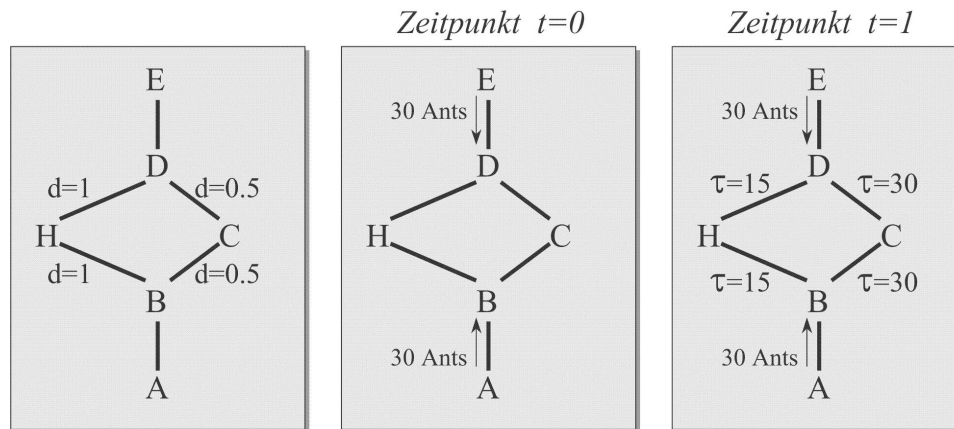 Zeitpunkt t=0
Zeitpunkt t=1
E
D
d=1
d=0.5
H
C
d=1
d=0.5
B
A
E
30 Ants
D
H
C
B
30 Ants
A
E
30 Ants
D
τ=15
τ=30
H
C
τ=15
τ=30
B
30 Ants
A